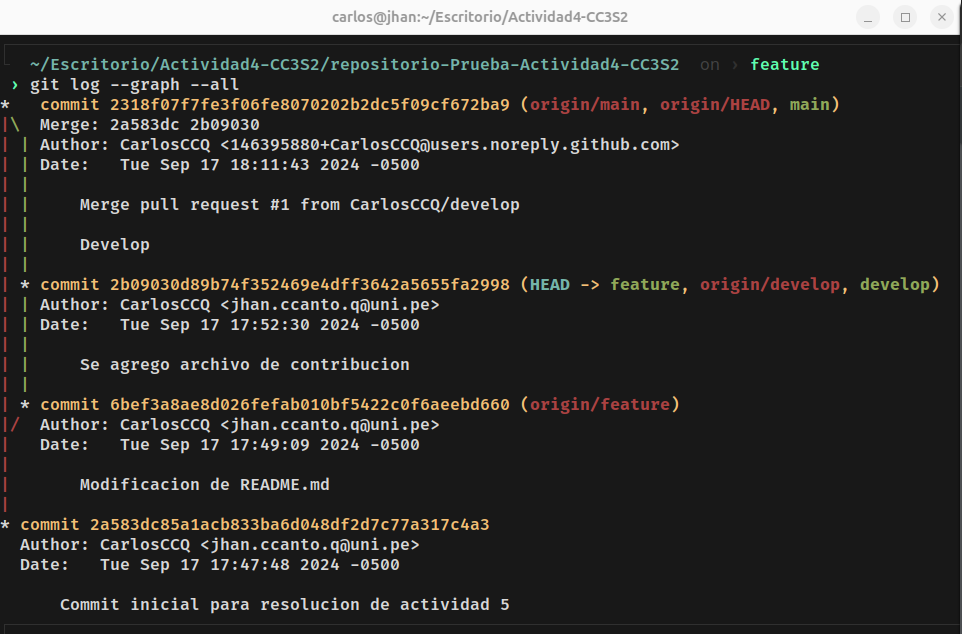 carlos@jhan:~/Escritorio/Actividad4-CC3S2
~/Escritorio/Actividad4-CC3S2/repositorio-Prueba-Actividad4-CC3S2 on › feature
› git log --graph --all
*   commit 2318f07f7fe3f06fe8070202b2dc5f09cf672ba9 (origin/main, origin/HEAD, main)
|\  Merge: 2a583dc 2b09030
| | Author: CarlosCCQ <146395880+CarlosCCQ@users.noreply.github.com>
| | Date:   Tue Sep 17 18:11:43 2024 -0500
| |
| |     Merge pull request #1 from CarlosCCQ/develop
| |
| |     Develop
| |
| * commit 2b09030d89b74f352469e4dff3642a5655fa2998 (HEAD -> feature, origin/develop, develop)
| | Author: CarlosCCQ <jhan.ccanto.q@uni.pe>
| | Date:   Tue Sep 17 17:52:30 2024 -0500
| |
| |     Se agrego archivo de contribucion
| |
| * commit 6bef3a8ae8d026fefab010bf5422c0f6aeebd660 (origin/feature)
|/  Author: CarlosCCQ <jhan.ccanto.q@uni.pe>
|   Date:   Tue Sep 17 17:49:09 2024 -0500
|
|       Modificacion de README.md
|
* commit 2a583dc85a1acb833ba6d048df2d7c77a317c4a3
  Author: CarlosCCQ <jhan.ccanto.q@uni.pe>
  Date:   Tue Sep 17 17:47:48 2024 -0500

      Commit inicial para resolucion de actividad 5